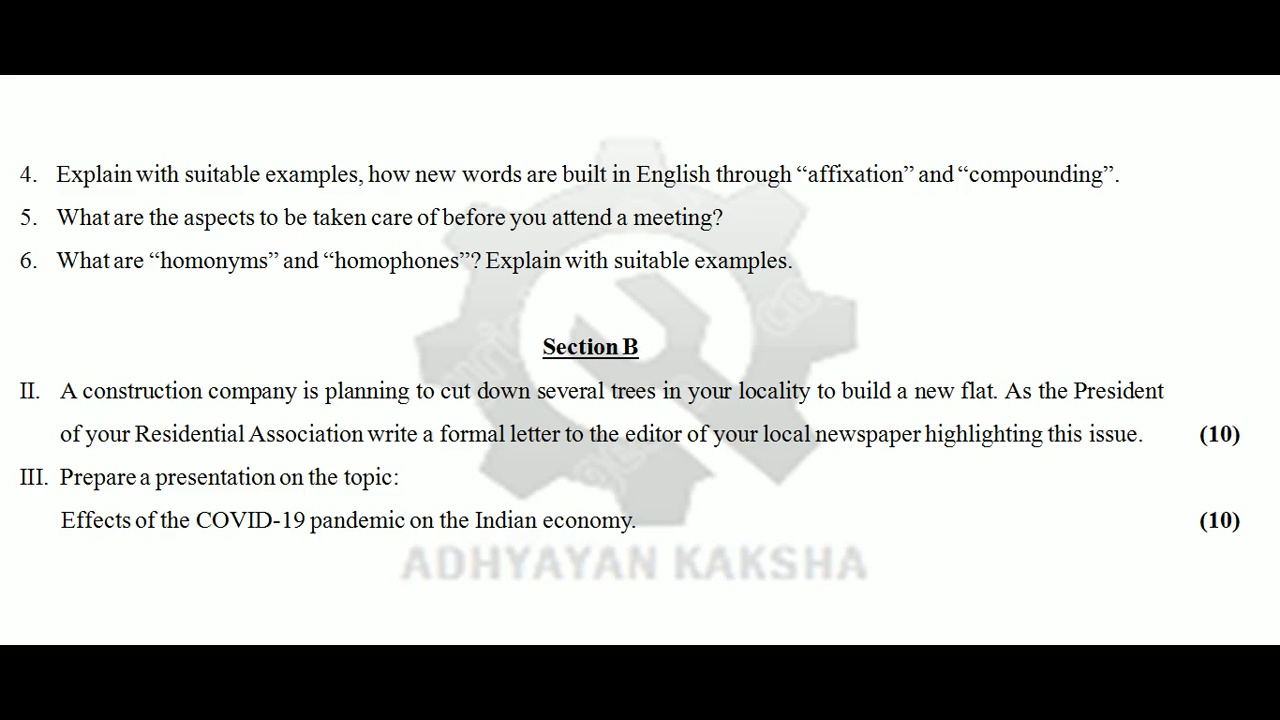 4. Explain with suitable examples, how new words are built in English through “affixation” and “compounding”.
5. What are the aspects to be taken care of before you attend a meeting?
6. What are “homonyms” and “homophones”? Explain with suitable examples.
Section B
II. A construction company is planning to cut down several trees in your locality to build a new flat. As the President
of your Residential Association write a formal letter to the editor of your local newspaper highlighting this issue. (10)
III. Prepare a presentation on the topic:
Effects of the COVID-19 pandemic on the Indian economy. (10)
ADHYAYAN KAKSHA